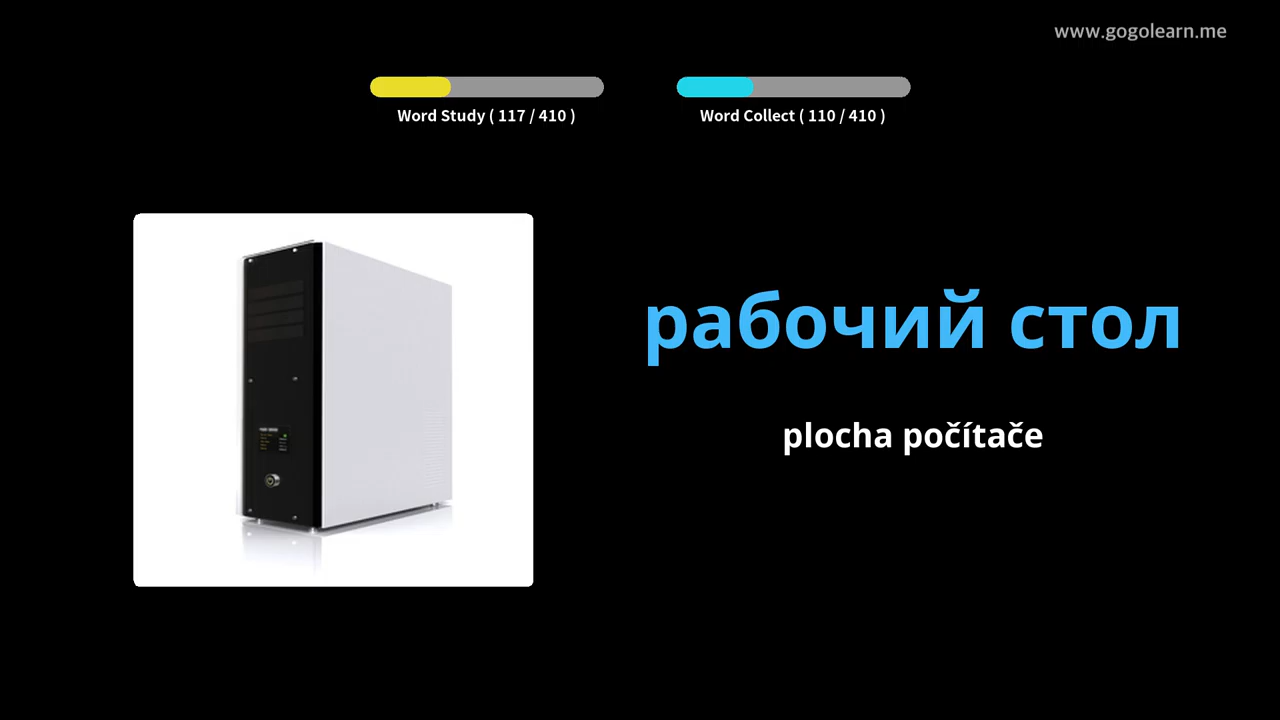 www.gogolearn.me
Word Study ( 117 / 410 )
Word Collect ( 110 / 410 )
рабочий стол
plocha počítače